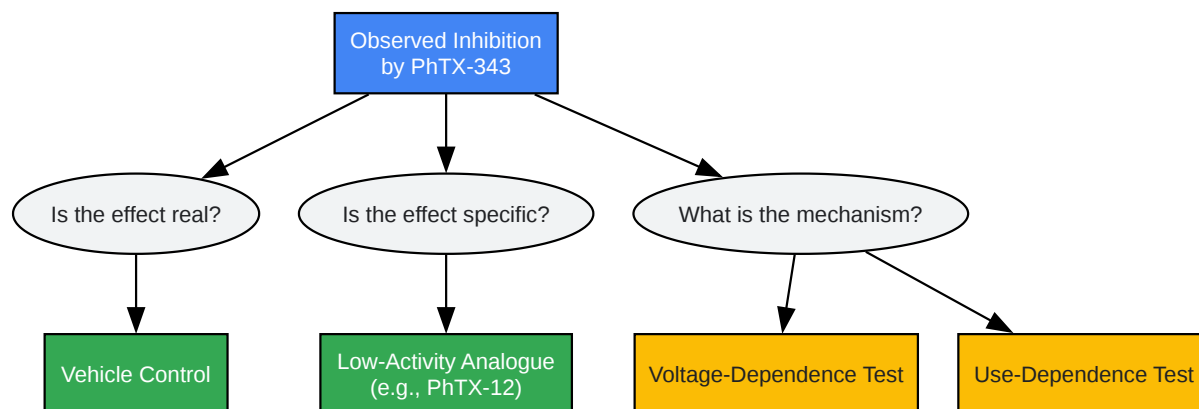 Observed Inhibition
by PhTX-343
Is the effect real?
Is the effect specific?
What is the mechanism?
Vehicle Control
Low-Activity Analogue
(e.g., PhTX-12)
Voltage-Dependence Test
Use-Dependence Test